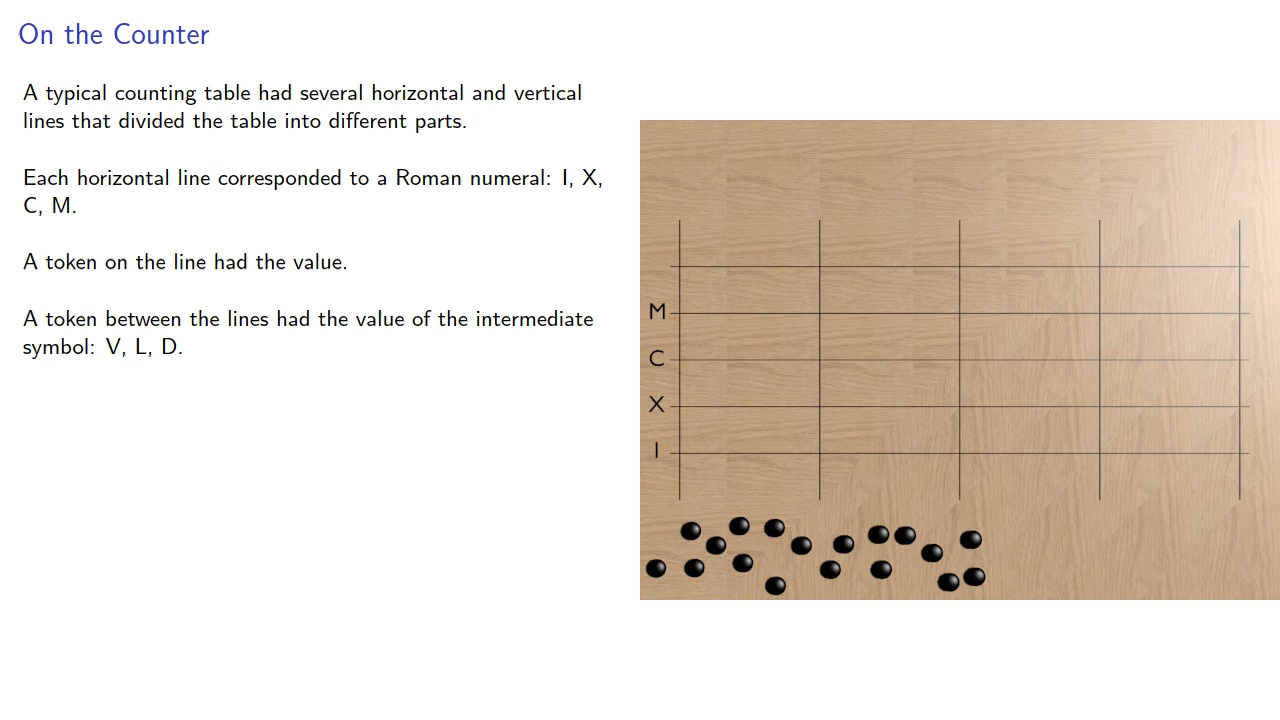 On the Counter
A typical counting table had several horizontal and vertical
lines that divided the table into different parts.
Each horizontal line corresponded to a Roman numeral: I, X,
C, M.
A token on the line had the value.
A token between the lines had the value of the intermediate
symbol: V, L, D.
M
C
X
I